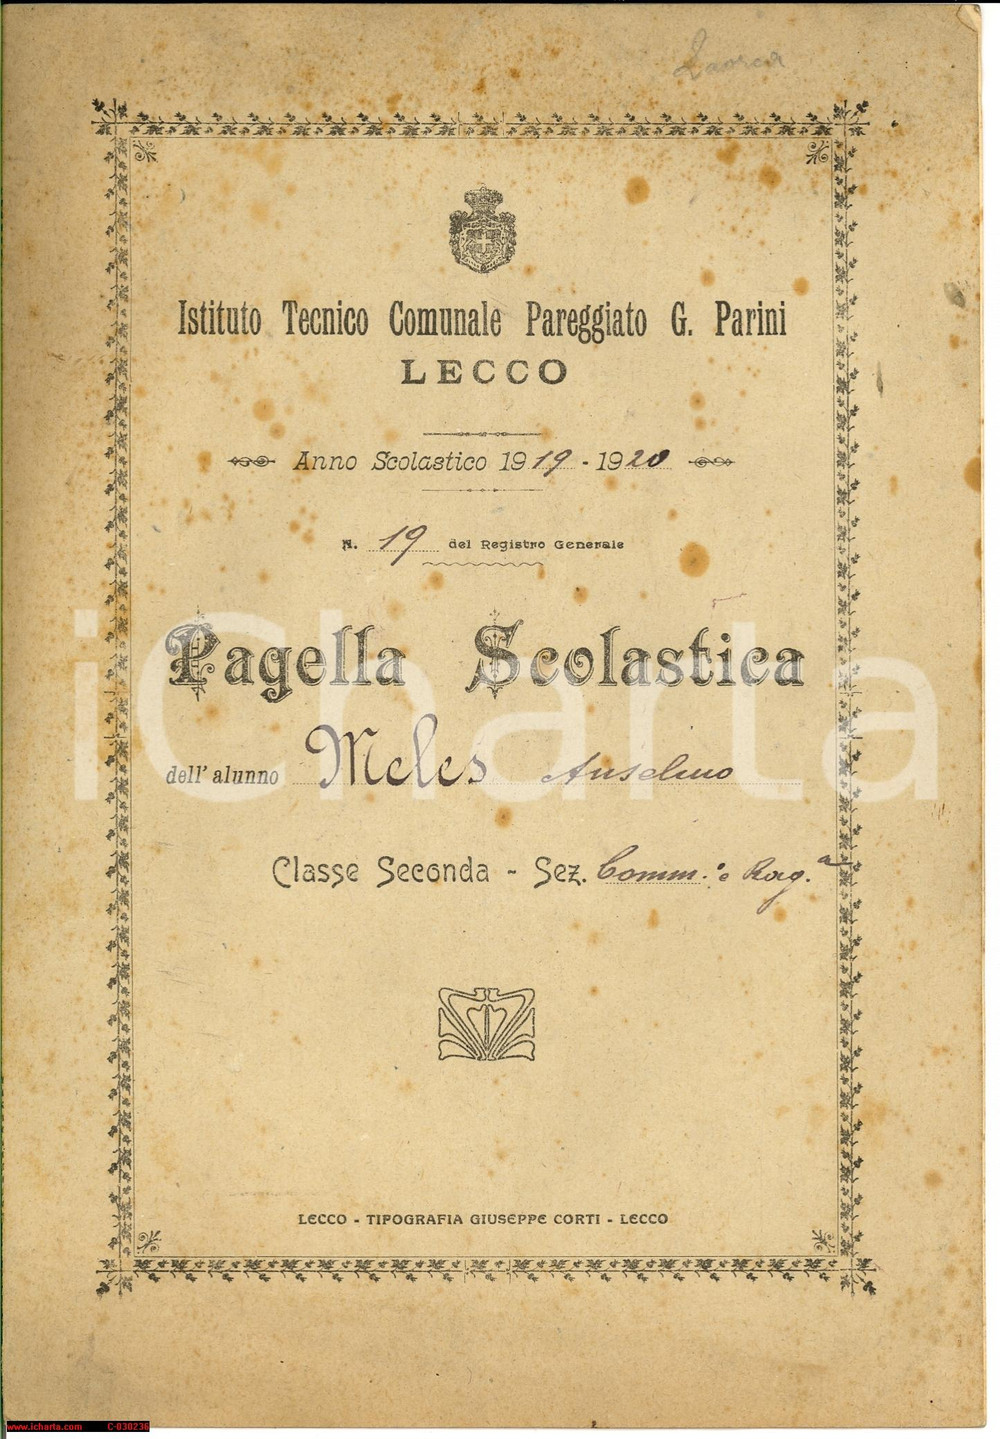 Laorca
Istituto Tecnico Comunale Pareggiato G. Parini
LECCO
Anno Scolastico 1919 - 1920
N. 19 del Registro Generale
Pagella Scolastica
dell' alunno Meles Anselmo
Classe Seconda - Sez. Comm. e Rag.a
LECCO - TIPOGRAFIA GIUSEPPE CORTI - LECCO
iCharta
www.icharta.com C-030236